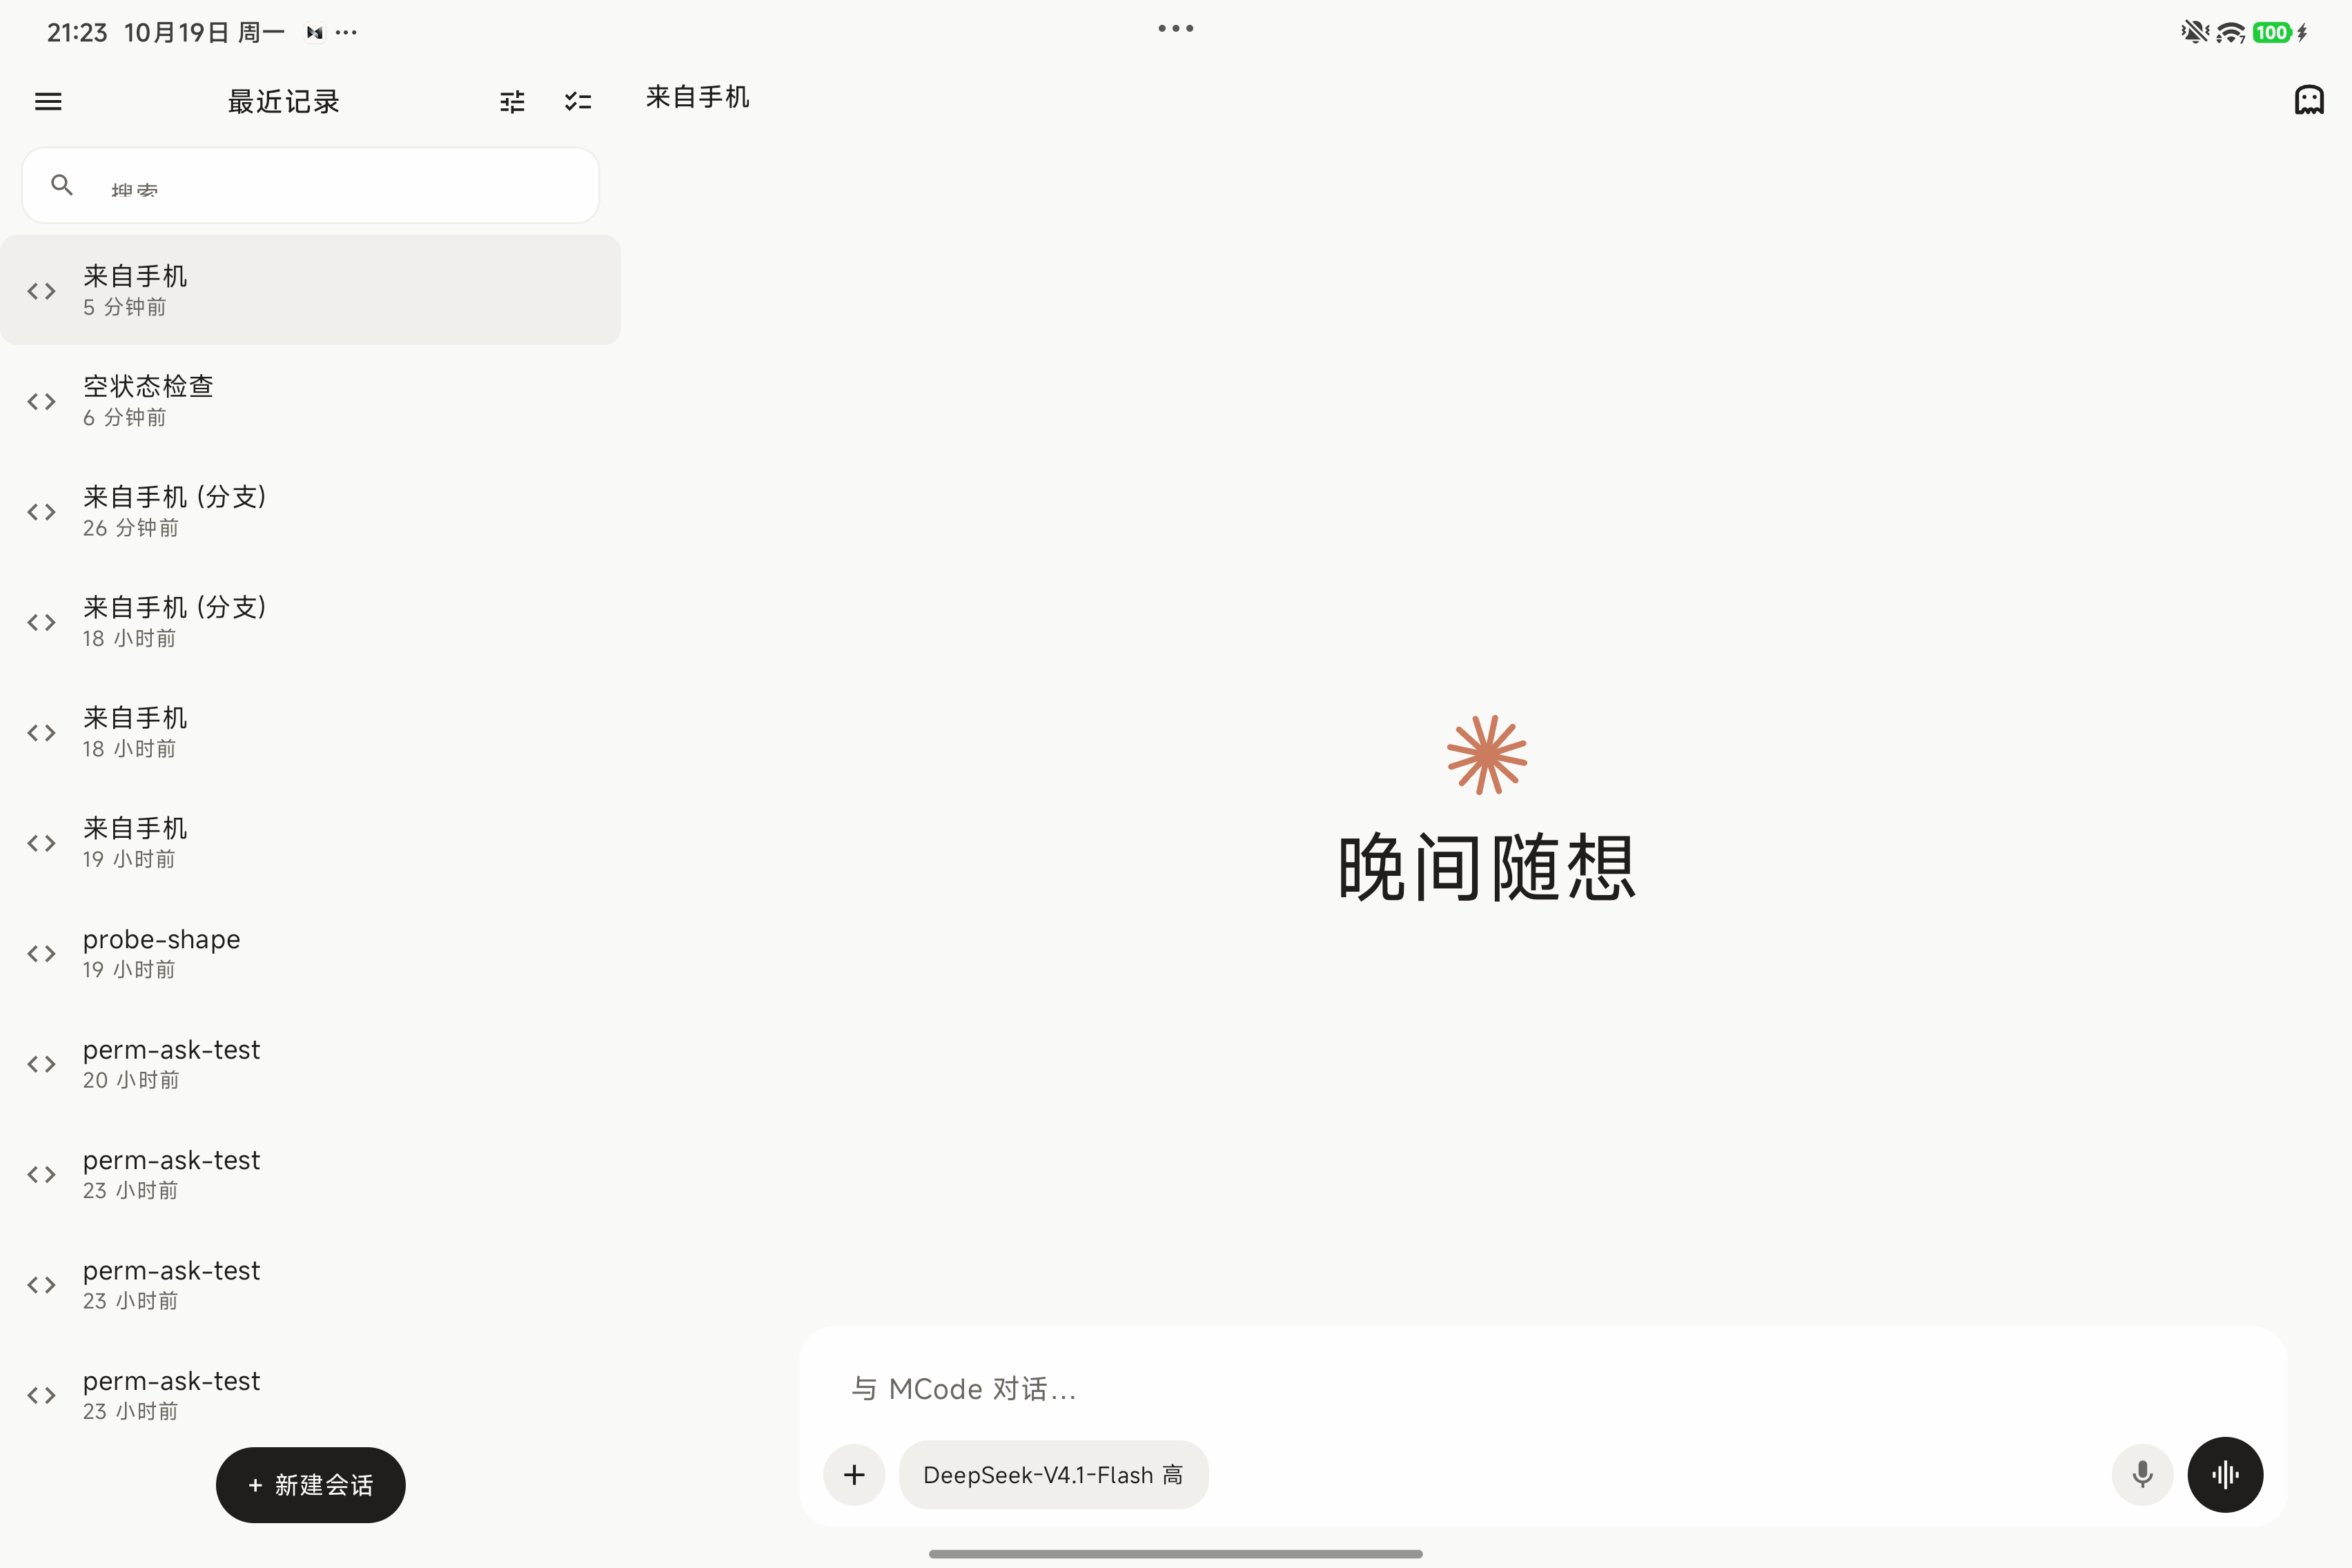 21:23 10月19日 周一
100
最近记录
来自手机
搜索
来自手机
5 分钟前
空状态检查
6 分钟前
来自手机 (分支)
26 分钟前
来自手机 (分支)
18 小时前
来自手机
18 小时前
来自手机
19 小时前
probe-shape
19 小时前
perm-ask-test
20 小时前
perm-ask-test
23 小时前
perm-ask-test
23 小时前
perm-ask-test
23 小时前
+ 新建会话
晚间随想
与 MCode 对话...
DeepSeek-V4.1-Flash 高